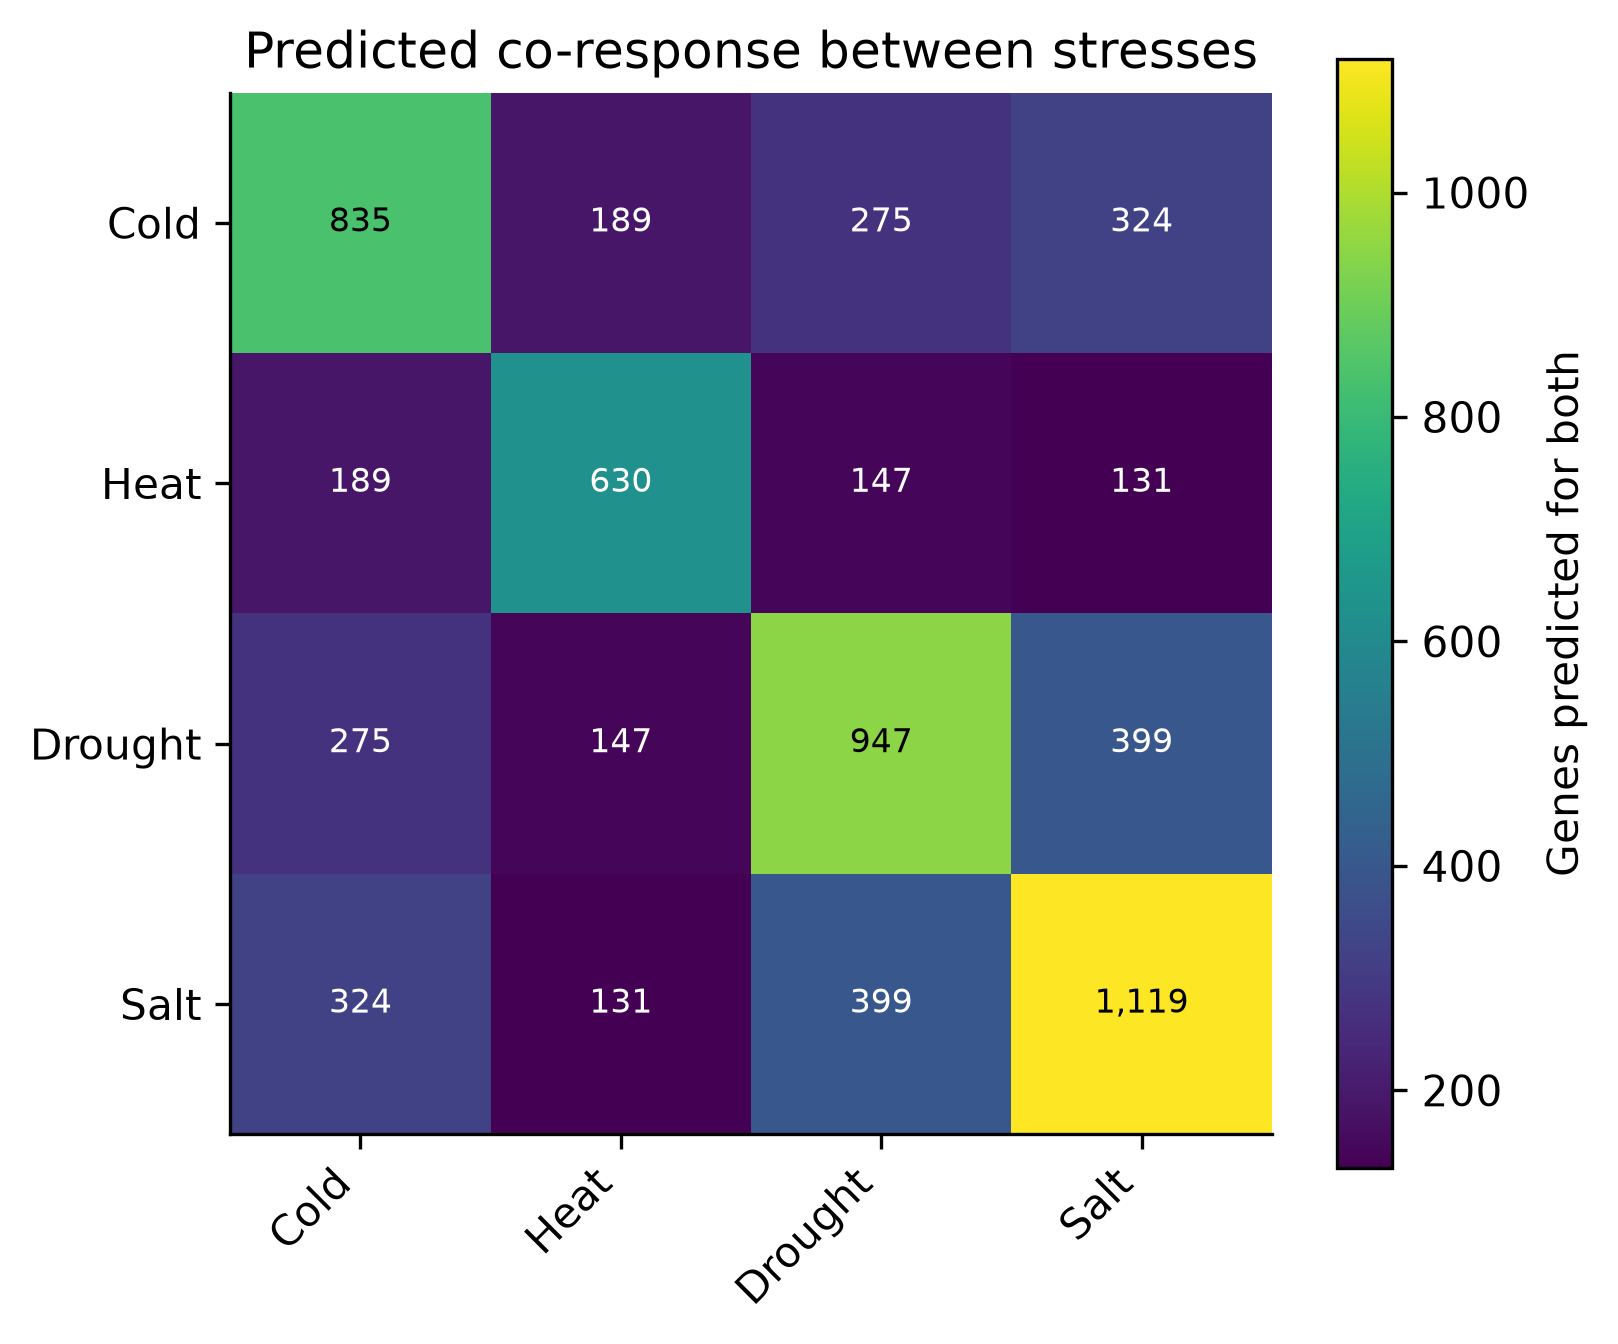 Predicted co-response between stresses
Cold
835
189
275
324
Heat
189
630
147
131
Drought
275
147
947
399
Salt
324
131
399
1,119
Cold
Heat
Drought
Salt
1000
800
600
400
200
Genes predicted for both